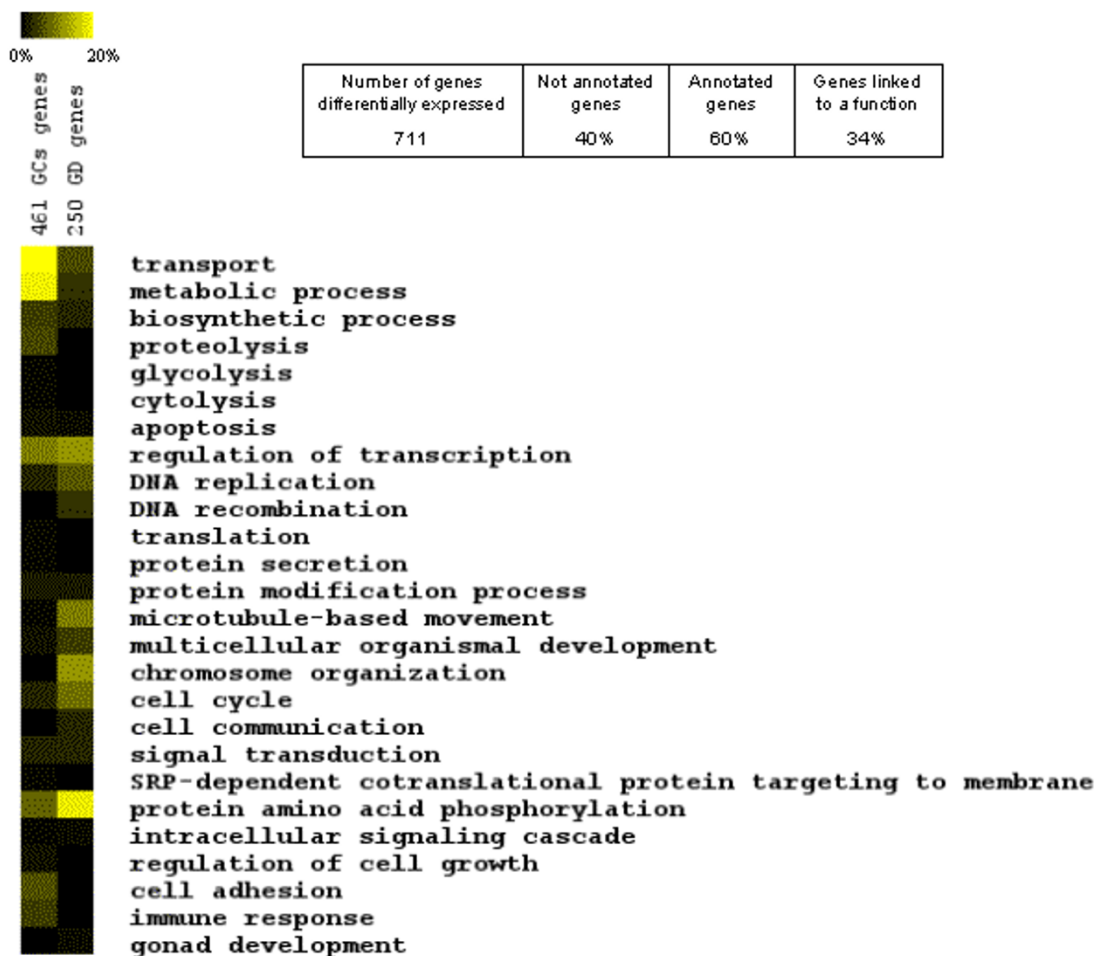 0% 20%
461 GCs genes
250 GD genes
Number of genes differentially expressed
711
Not annotated genes
40%
Annotated genes
60%
Genes linked to a function
34%
transport
metabolic process
biosynthetic process
proteolysis
glycolysis
cytolysis
apoptosis
regulation of transcription
DNA replication
DNA recombination
translation
protein secretion
protein modification process
microtubule-based movement
multicellular organismal development
chromosome organization
cell cycle
cell communication
signal transduction
SRP-dependent cotranslational protein targeting to membrane
protein amino acid phosphorylation
intracellular signaling cascade
regulation of cell growth
cell adhesion
immune response
gonad development